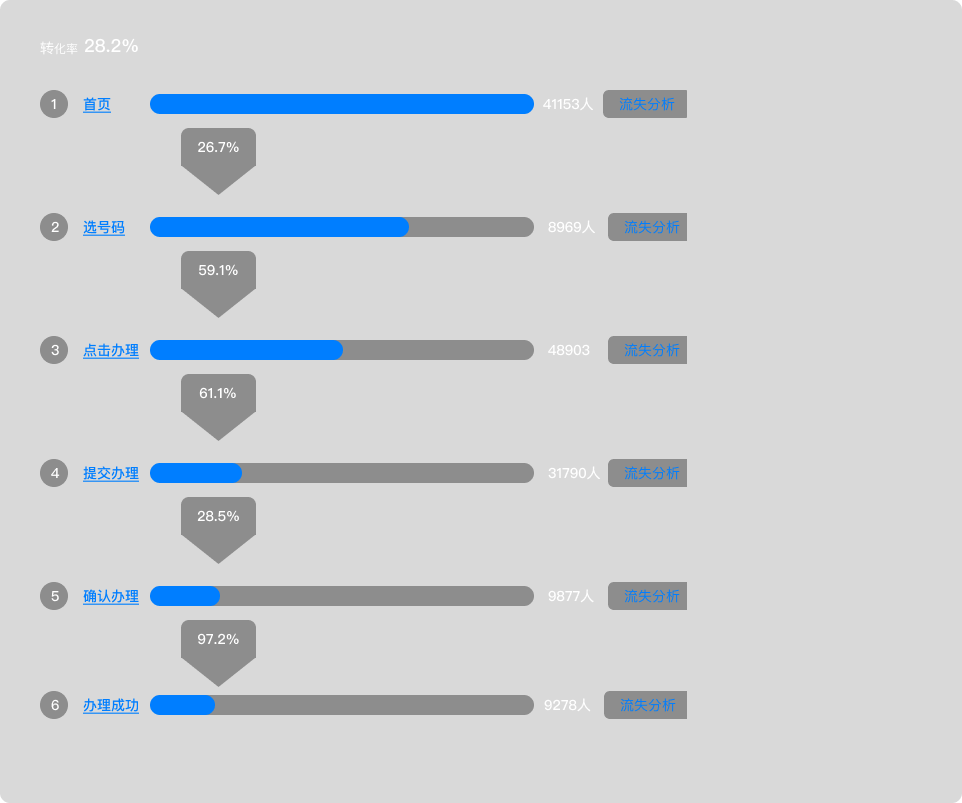 转化率 28.2%
1 首页 41153人 流失分析
26.7%
2 选号码 8969人 流失分析
59.1%
3 点击办理 48903 流失分析
61.1%
4 提交办理 31790人 流失分析
28.5%
5 确认办理 9877人 流失分析
97.2%
6 办理成功 9278人 流失分析